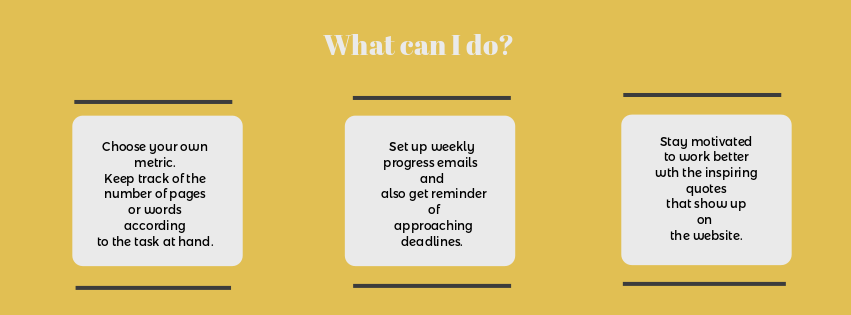 What can I do?
Choose your own
metric.
Keep track of the
number of pages
or words
according
to the task at hand.
Set up weekly
progress emails
and
also get reminder
of
approaching
deadlines.
Stay motivated
to work better
wth the inspiring
quotes
that show up
on
the website.